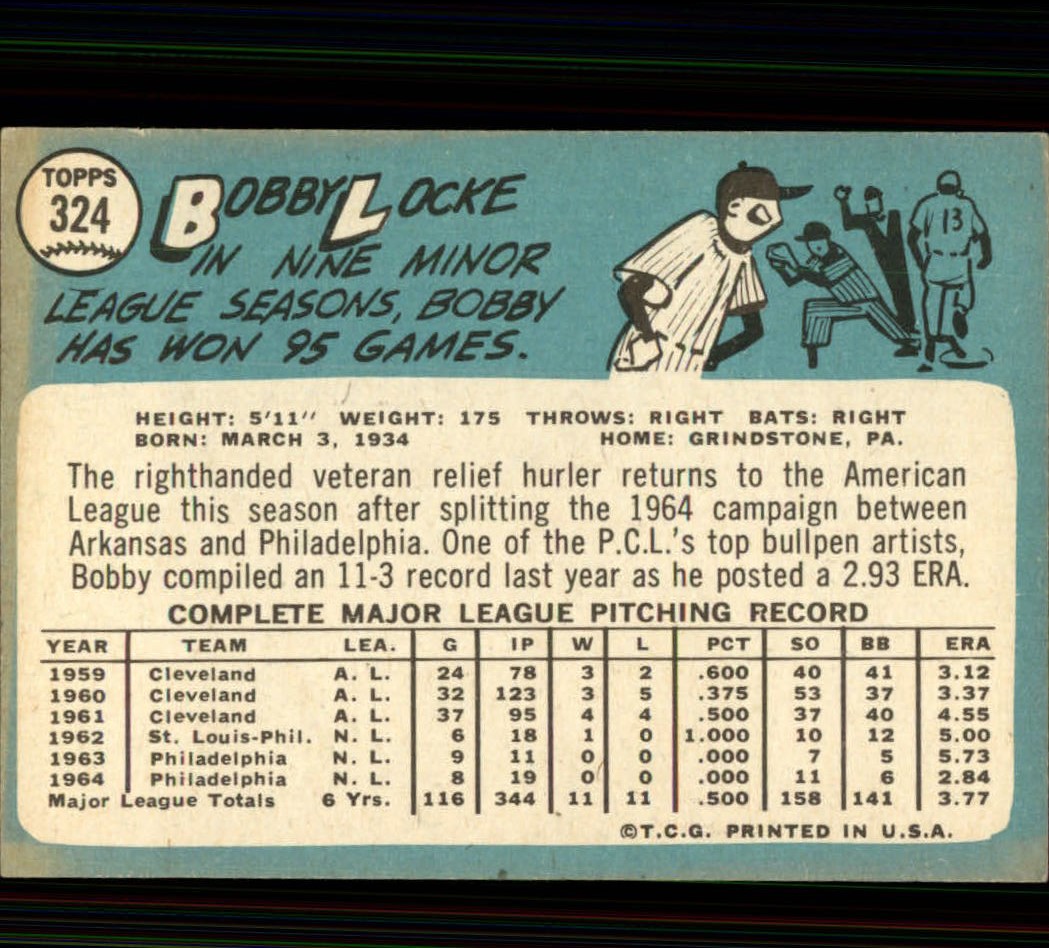 TOPPS
324
BOBBY LOCKE
IN NINE MINOR
LEAGUE SEASONS, BOBBY
HAS WON 95 GAMES.
13
HEIGHT: 5'11" WEIGHT: 175 THROWS: RIGHT BATS: RIGHT
BORN: MARCH 3, 1934 HOME: GRINDSTONE, PA.
The righthanded veteran relief hurler returns to the American
League this season after splitting the 1964 campaign between
Arkansas and Philadelphia. One of the P.C.L.'s top bullpen artists,
Bobby compiled an 11-3 record last year as he posted a 2.93 ERA.
COMPLETE MAJOR LEAGUE PITCHING RECORD
YEAR TEAM LEA. G IP W L PCT SO BB ERA
1959 Cleveland A. L. 24 78 3 2 .600 40 41 3.12
1960 Cleveland A. L. 32 123 3 5 .375 53 37 3.37
1961 Cleveland A. L. 37 95 4 4 .500 37 40 4.55
1962 St. Louis-Phil. N. L. 6 18 1 0 1.000 10 12 5.00
1963 Philadelphia N. L. 9 11 0 0 .000 7 5 5.73
1964 Philadelphia N. L. 8 19 0 0 .000 11 6 2.84
Major League Totals 6 Yrs. 116 344 11 11 .500 158 141 3.77
©T.C.G. PRINTED IN U.S.A.